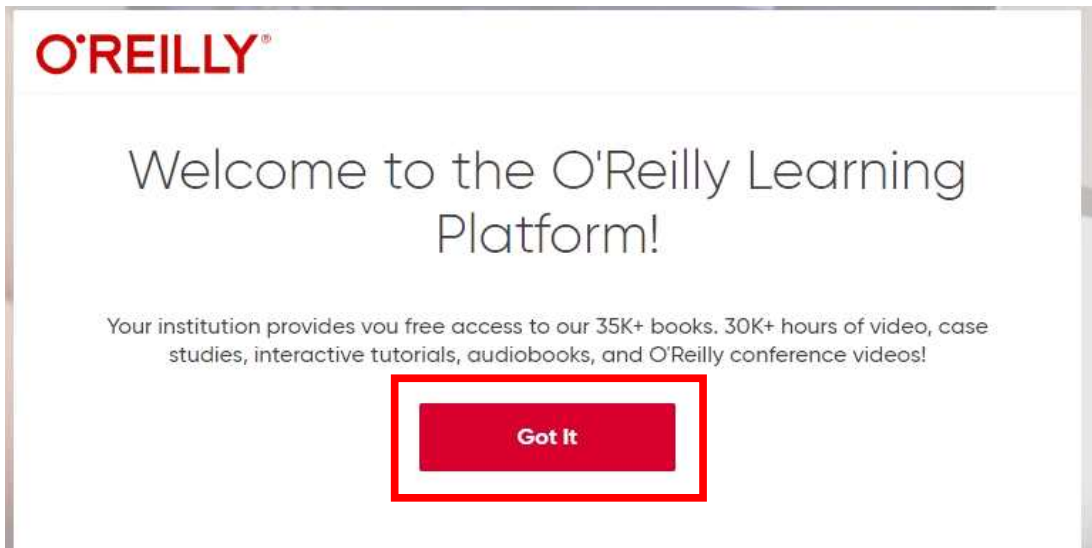 O'REILLY®
Welcome to the O'Reilly Learning
Platform!
Your institution provides you free access to our 35K+ books. 30K+ hours of video, case
studies, interactive tutorials, audiobooks, and O'Reilly conference videos!
Got It